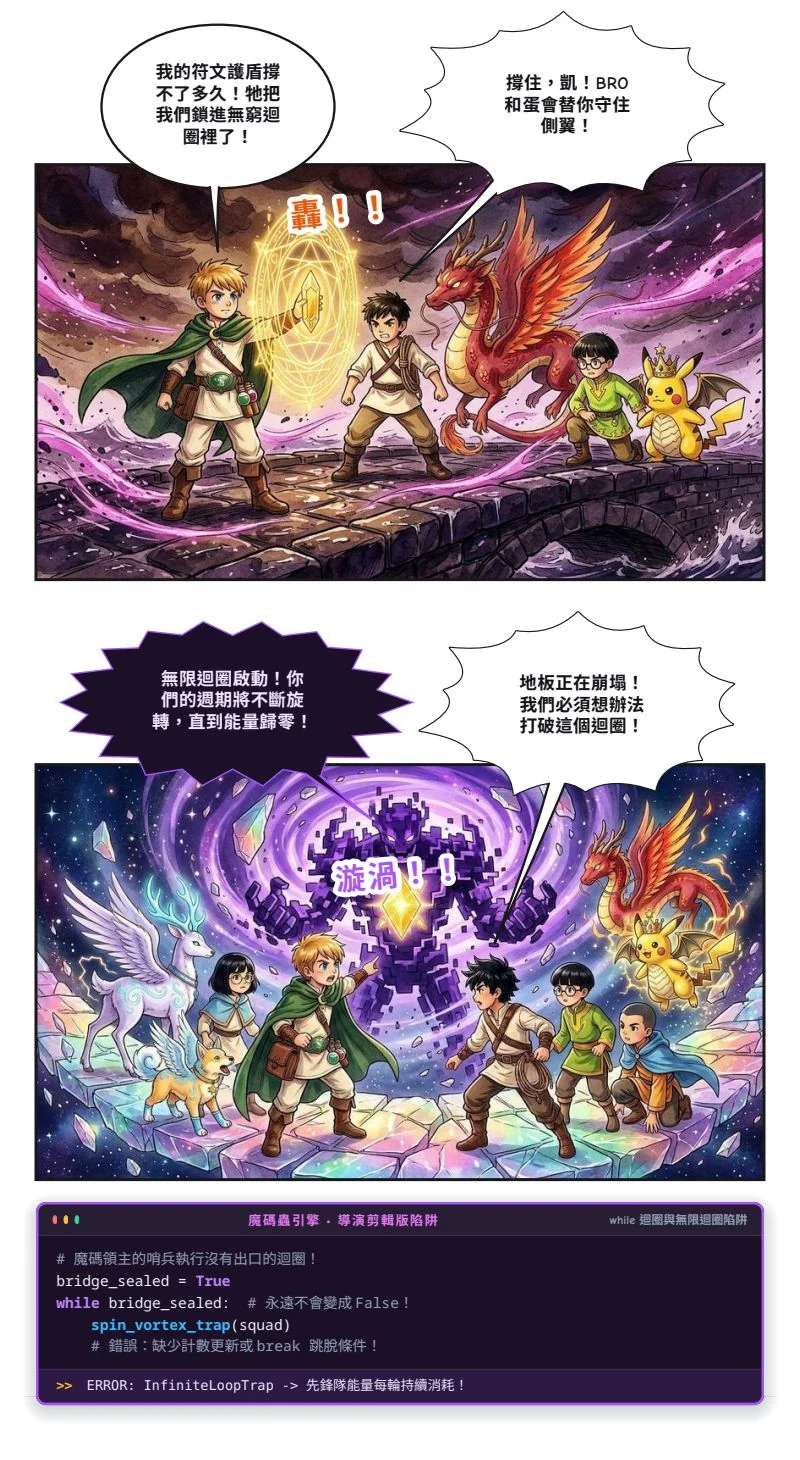 我的符文護盾撐
不了多久！牠把
我們鎖進無窮迴
圈裡了！
撐住，凱！BRO
和蛋會替你守住
側翼！
轟！！
無限迴圈啟動！你
們的週期將不斷旋
轉，直到能量歸零！
地板正在崩塌！
我們必須想辦法
打破這個迴圈！
漩渦！！
魔碼蟲引擎 · 導演剪輯版陷阱
while 迴圈與無限迴圈陷阱
# 魔碼領主的哨兵執行沒有出口的迴圈！
bridge_sealed = True
while bridge_sealed:  # 永遠不會變成 False！
    spin_vortex_trap(squad)
    # 錯誤：缺少計數更新或 break 跳脫條件！
>> ERROR: InfiniteLoopTrap -> 先鋒隊能量每輪持續消耗！